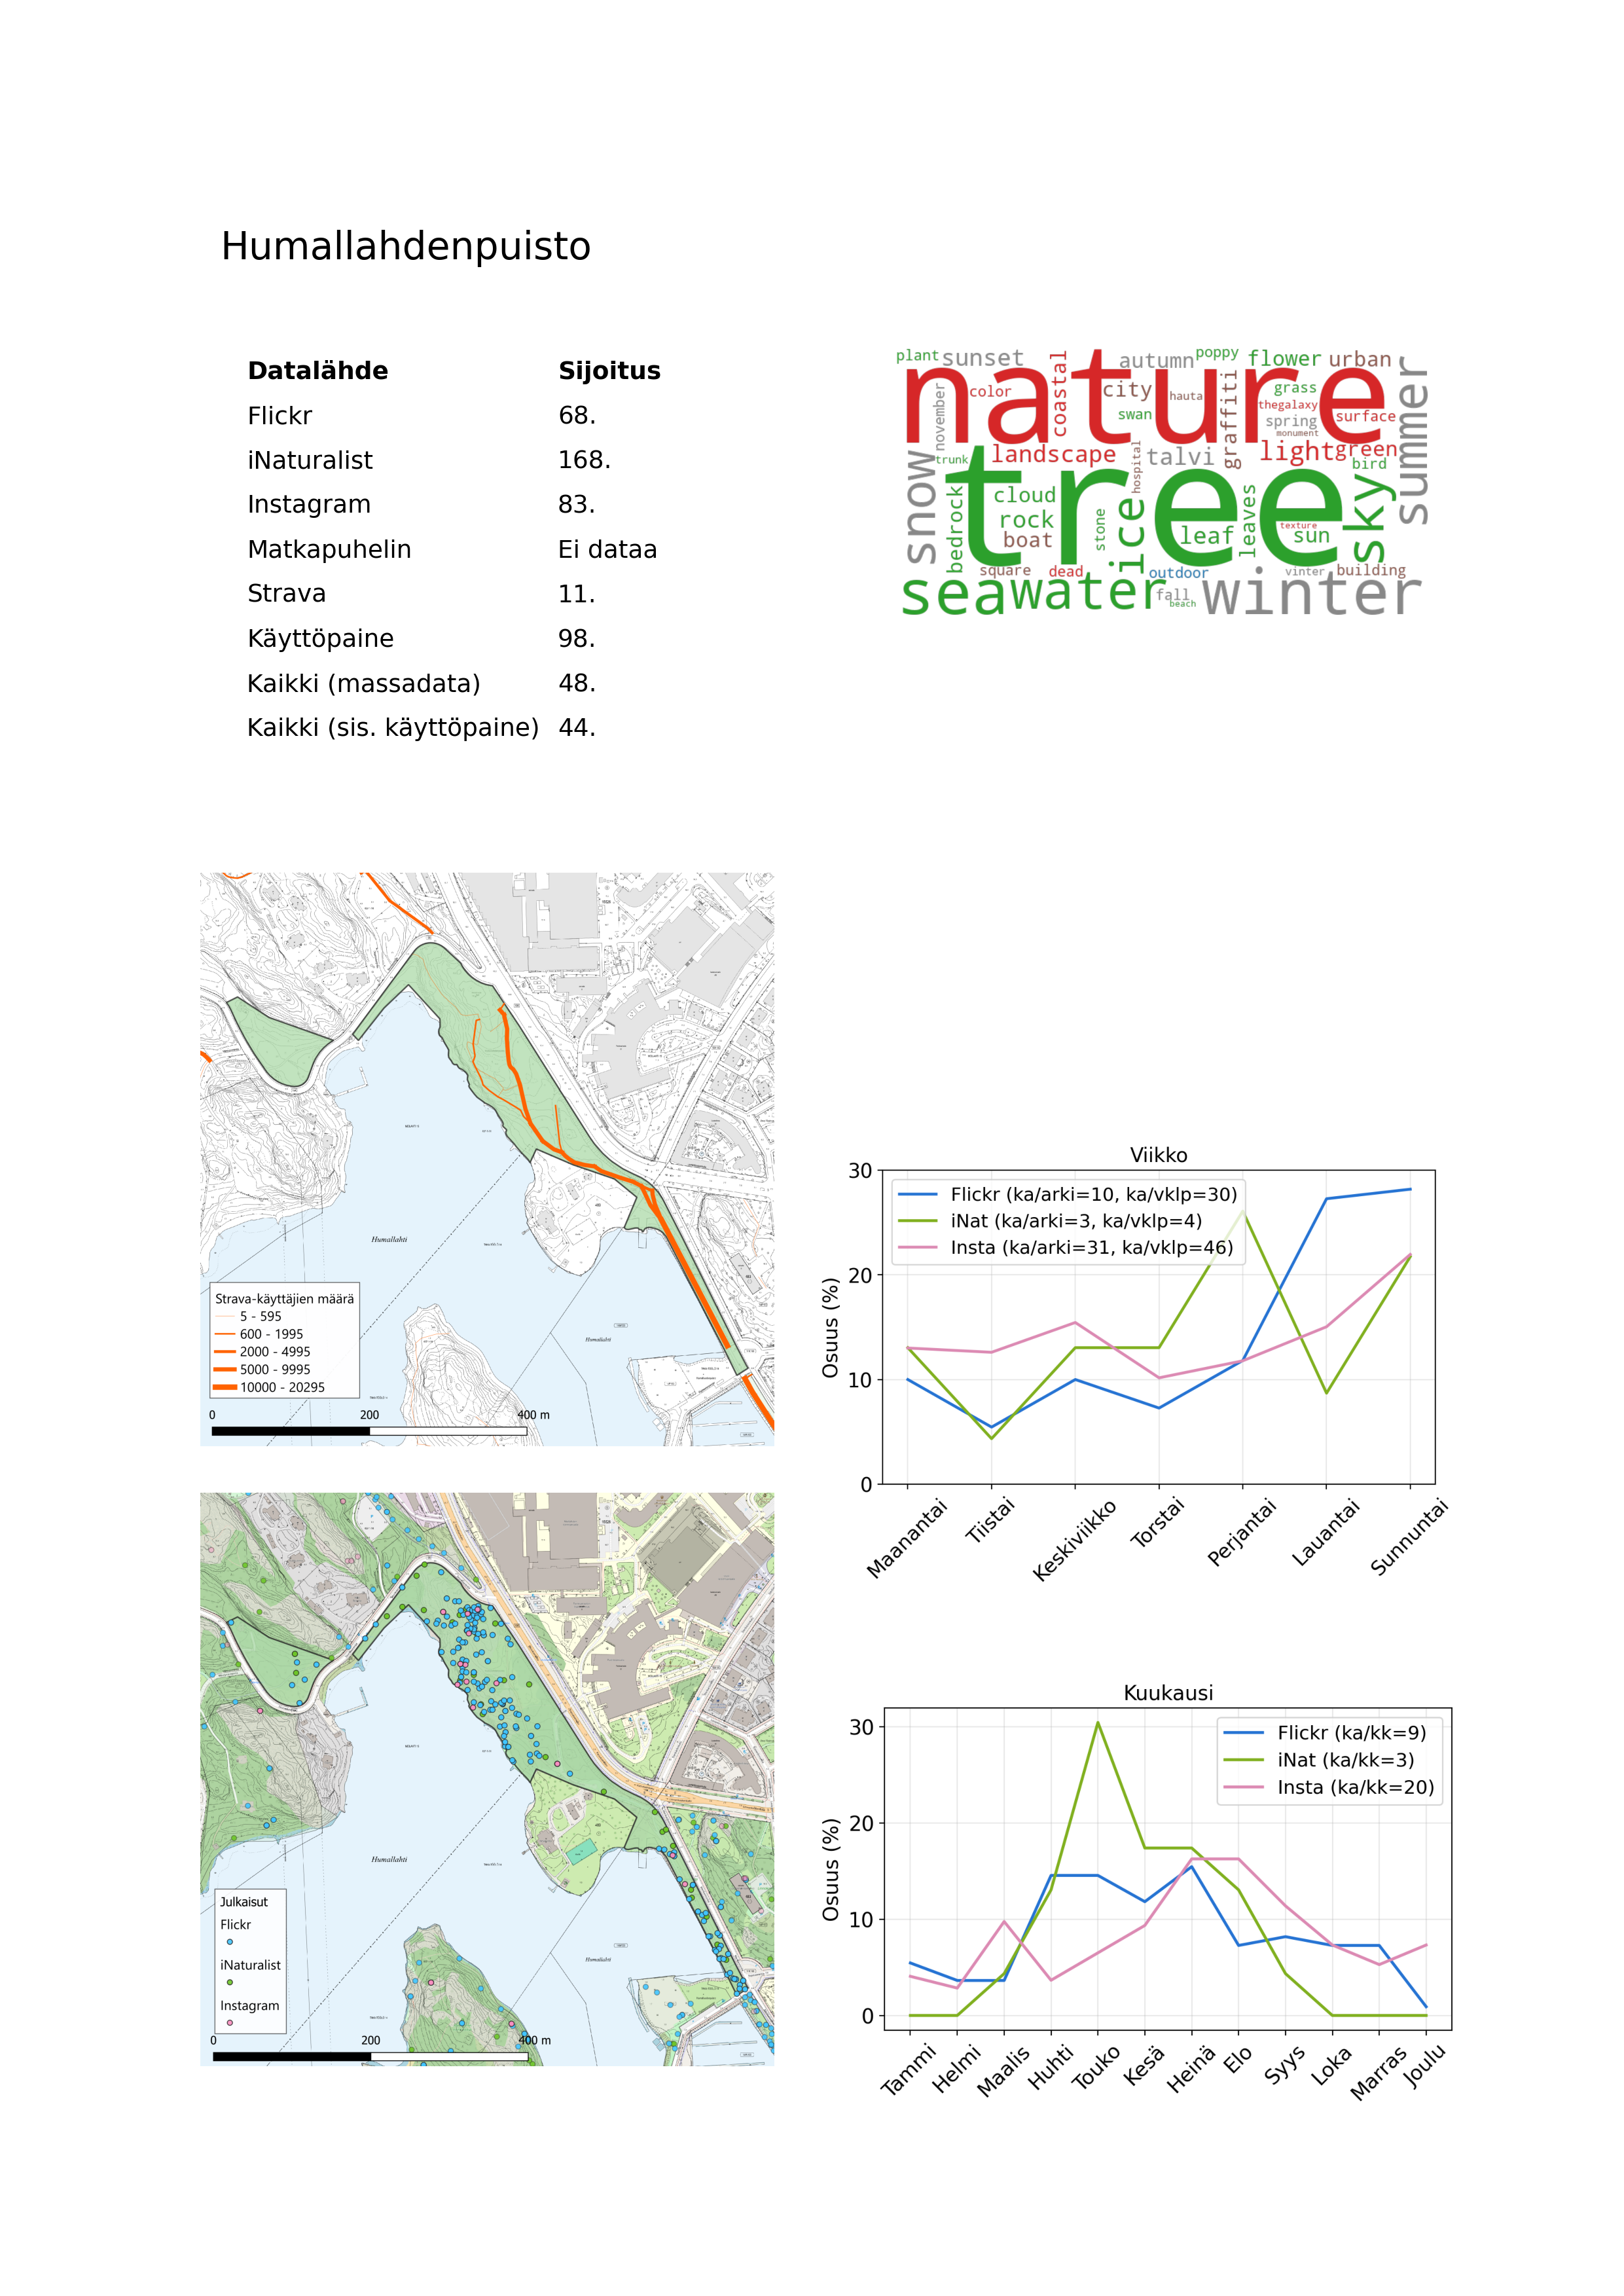 Humallahdenpuisto
Datalähde Sijoitus
Flickr 68.
iNaturalist 168.
Instagram 83.
Matkapuhelin Ei dataa
Strava 11.
Käyttöpaine 98.
Kaikki (massadata) 48.
Kaikki (sis. käyttöpaine) 44.
plant sunset coastal autumn poppy flower urban
nature
november color city hauta graffiti grass
swan thegalaxy surface summer
spring monument
trunk landscape hospital talvi light green bird
tree
snow bedrock cloud rock boat stone ice leaf leaves texture sun sky
square dead outdoor vinter building
sea water fall beach winter
Humallahti
Humallahti
Strava-käyttäjien määrä
5 - 595
600 - 1995
2000 - 4995
5000 - 9995
10000 - 20295
0 200 400 m
Viikko
30
20
10
0
Osuus (%)
Flickr (ka/arki=10, ka/vklp=30)
iNat (ka/arki=3, ka/vklp=4)
Insta (ka/arki=31, ka/vklp=46)
Maanantai Tiistai Keskiviikko Torstai Perjantai Lauantai Sunnuntai
Humallahti
Humallahti
Julkaisut
Flickr
iNaturalist
Instagram
0 200 400 m
Kuukausi
30
20
10
0
Osuus (%)
Flickr (ka/kk=9)
iNat (ka/kk=3)
Insta (ka/kk=20)
Tammi Helmi Maalis Huhti Touko Kesä Heinä Elo Syys Loka Marras Joulu